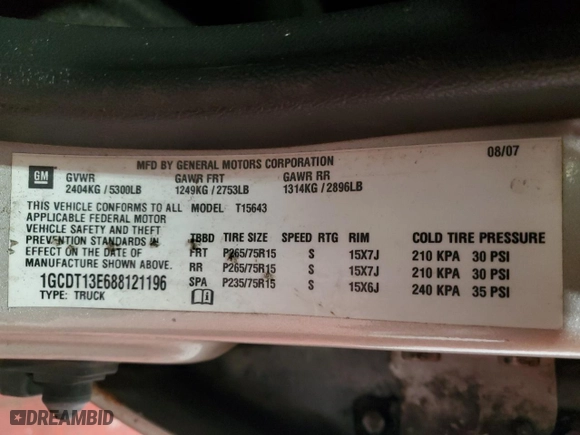 MFD BY GENERAL MOTORS CORPORATION 08/07
GM GVWR GAWR FRT GAWR RR
2404KG / 5300LB 1249KG / 2753LB 1314KG / 2896LB
THIS VEHICLE CONFORMS TO ALL MODEL T15643
APPLICABLE FEDERAL MOTOR
VEHICLE SAFETY AND THEFT
PREVENTION STANDARDS IN TBBD TIRE SIZE SPEED RTG RIM COLD TIRE PRESSURE
EFFECT ON THE DATE OF FRT P265/75R15 S 15X7J 210 KPA 30 PSI
MANUFACTURE SHOWN ABOVE. RR P265/75R15 S 15X7J 210 KPA 30 PSI
1GCDT13E688121196 SPA P235/75R15 S 15X6J 240 KPA 35 PSI
TYPE: TRUCK
DREAMBID